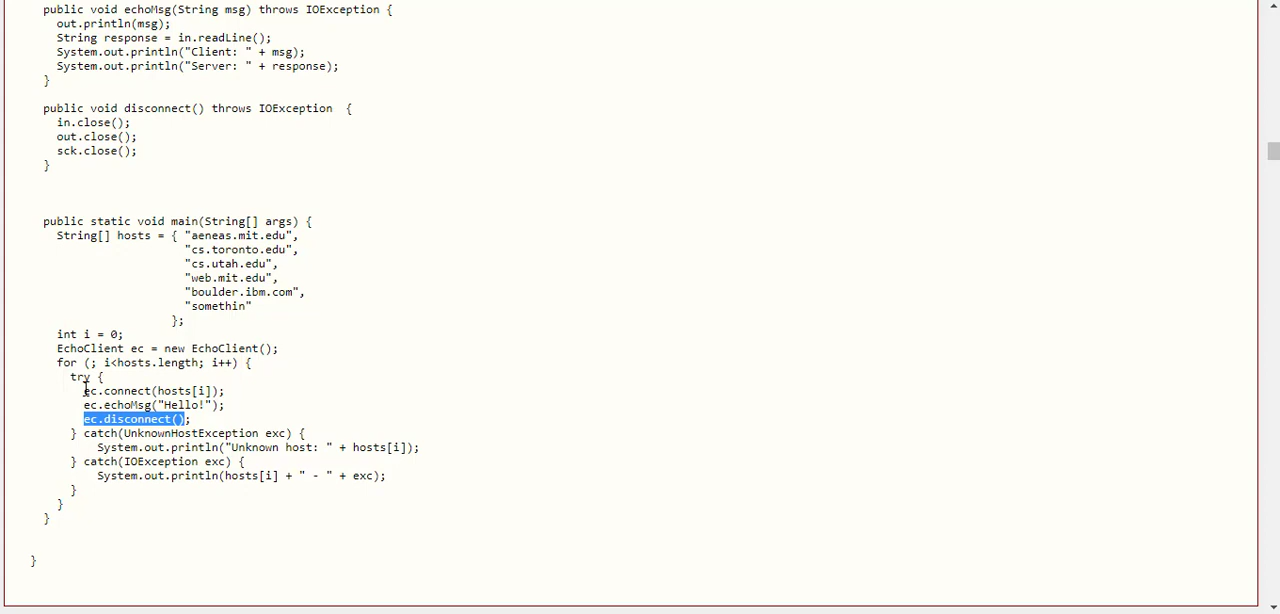 public void echoMsg(String msg) throws IOException {
out.println(msg);
String response = in.readLine();
System.out.println("Client: " + msg);
System.out.println("Server: " + response);
}
public void disconnect() throws IOException  {
in.close();
out.close();
sck.close();
}
public static void main(String[] args) {
String[] hosts = { "aeneas.mit.edu",
"cs.toronto.edu",
"cs.utah.edu",
"web.mit.edu",
"boulder.ibm.com",
"somethin"
};
int i = 0;
EchoClient ec = new EchoClient();
for (; i<hosts.length; i++) {
try {
ec.connect(hosts[i]);
ec.echoMsg("Hello!");
ec.disconnect();
} catch(UnknownHostException exc) {
System.out.println("Unknown host: " + hosts[i]);
} catch(IOException exc) {
System.out.println(hosts[i] + " - " + exc);
}
}
}
}